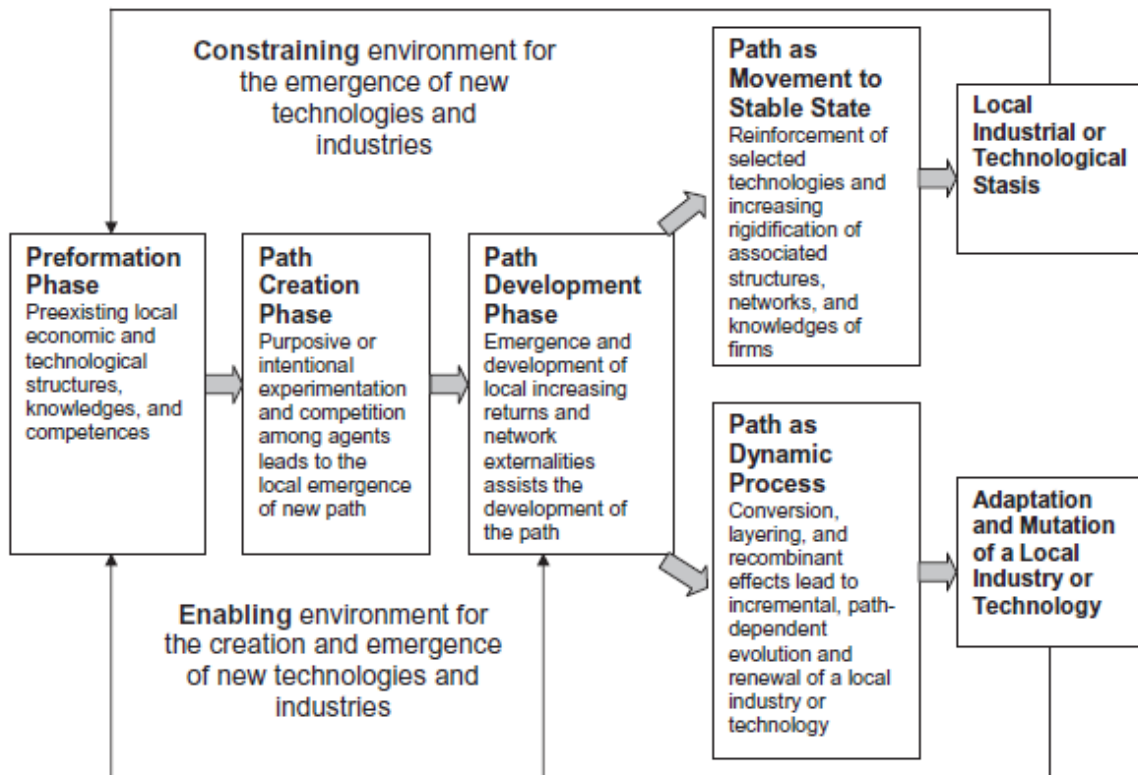 Constraining environment for
the emergence of new
technologies and
industries
Preformation
Phase
Preexisting local
economic and
technological
structures,
knowledges, and
competences
Path
Creation
Phase
Purposive or
intentional
experimentation
and competition
among agents
leads to the
local emergence
of new path
Path
Development
Phase
Emergence and
development of
local increasing
returns and
network
externalities
assists the
development of
the path
Path as
Movement to
Stable State
Reinforcement of
selected
technologies and
increasing
rigidification of
associated
structures,
networks, and
knowledges of
firms
Local
Industrial or
Technological
Stasis
Path as
Dynamic
Process
Conversion,
layering, and
recombinant
effects lead to
incremental, path-
dependent
evolution and
renewal of a local
industry or
technology
Adaptation
and Mutation
of a Local
Industry or
Technology
Enabling environment for
the creation and emergence
of new technologies and
industries